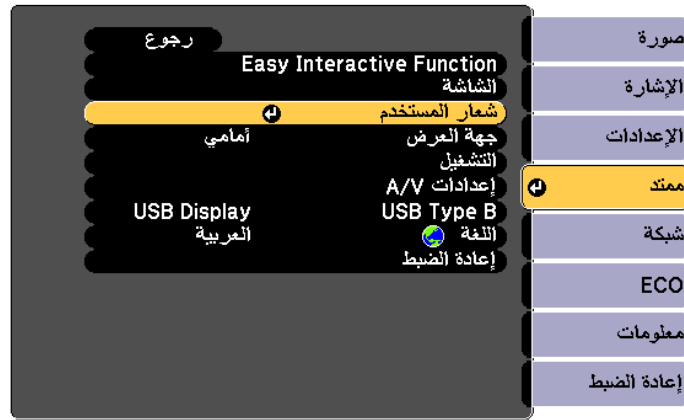 رجوع
Easy Interactive Function
الشاشة
شعار المستخدم
جهة العرض أمامي
التشغيل
إعدادات A/V
USB Type B USB Display
اللغة العربية
إعادة الضبط
صورة
الإشارة
الإعدادات
ممتد
شبكة
ECO
معلومات
إعادة الضبط